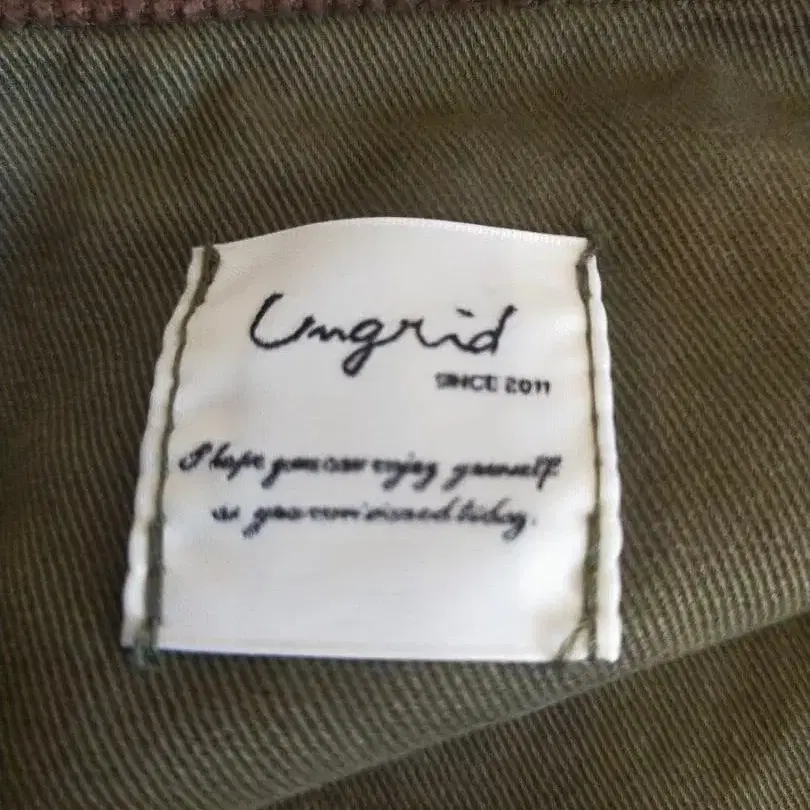 Ungrid
SINCE 2011
I hope you can enjoy yourself
as you envisioned today.